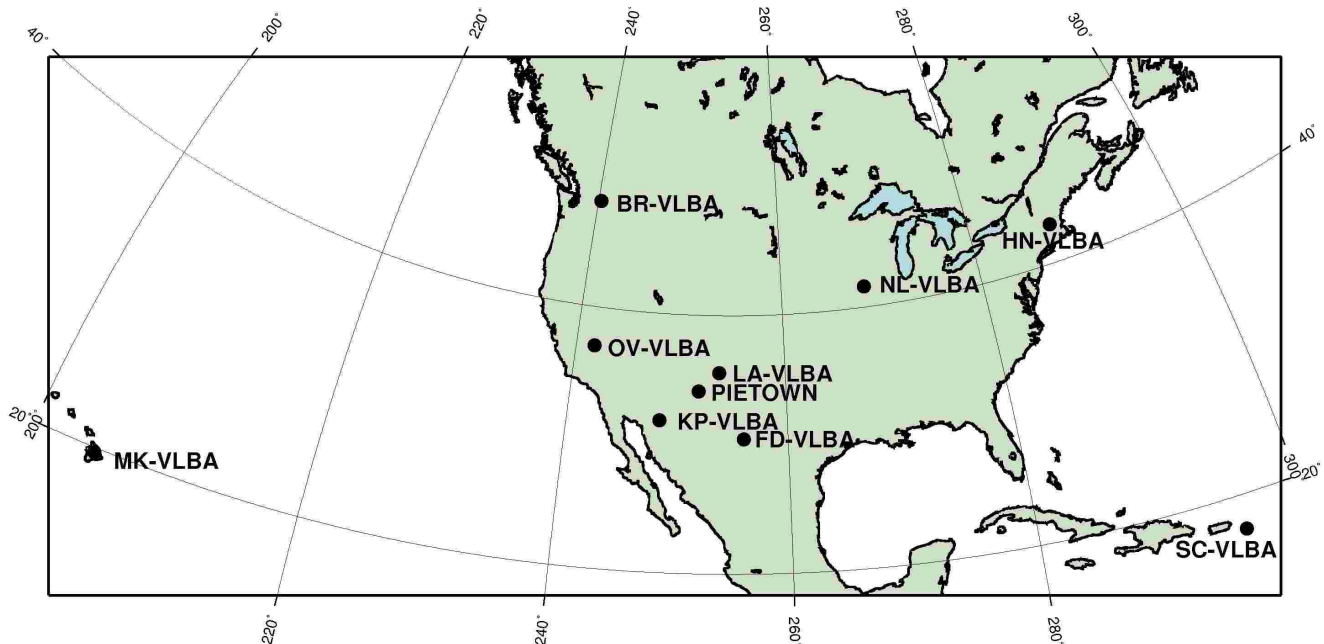 40°
200°
220°
240°
260°
280°
300°
40°
BR-VLBA
HN-VLBA
NL-VLBA
OV-VLBA
LA-VLBA
PIETOWN
KP-VLBA
FD-VLBA
20°
200°
MK-VLBA
300°
20°
SC-VLBA
220°
240°
260°
280°